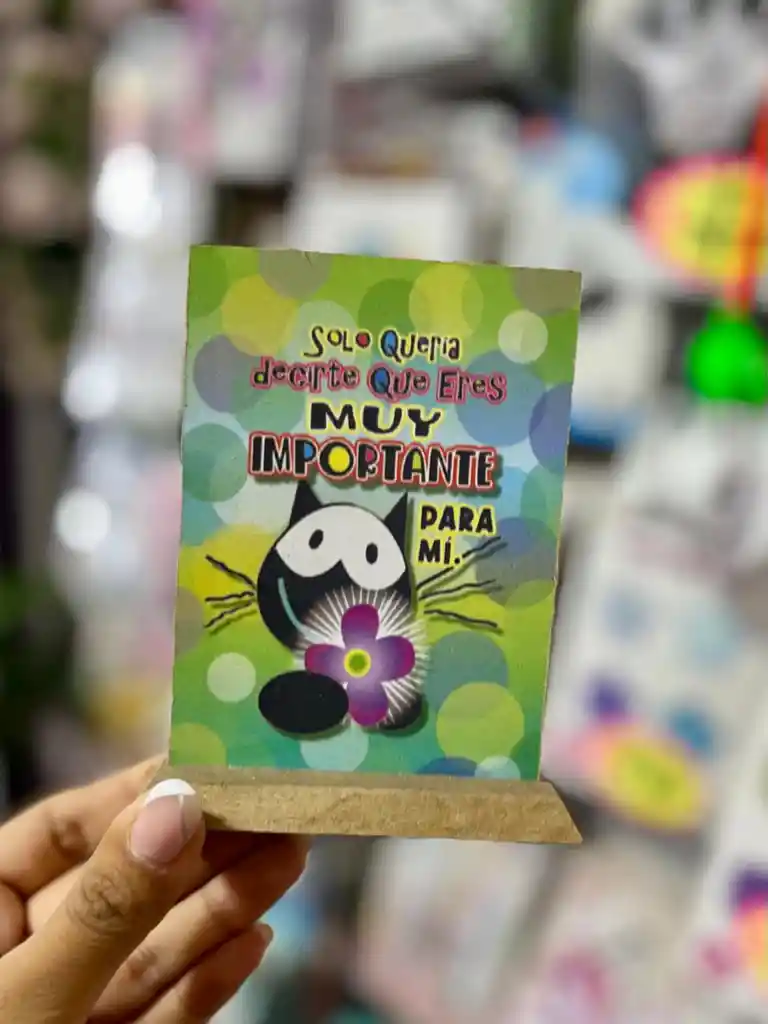 Solo Quería
decirte Que Eres
MUY
IMPORTANTE
PARA
MÍ.